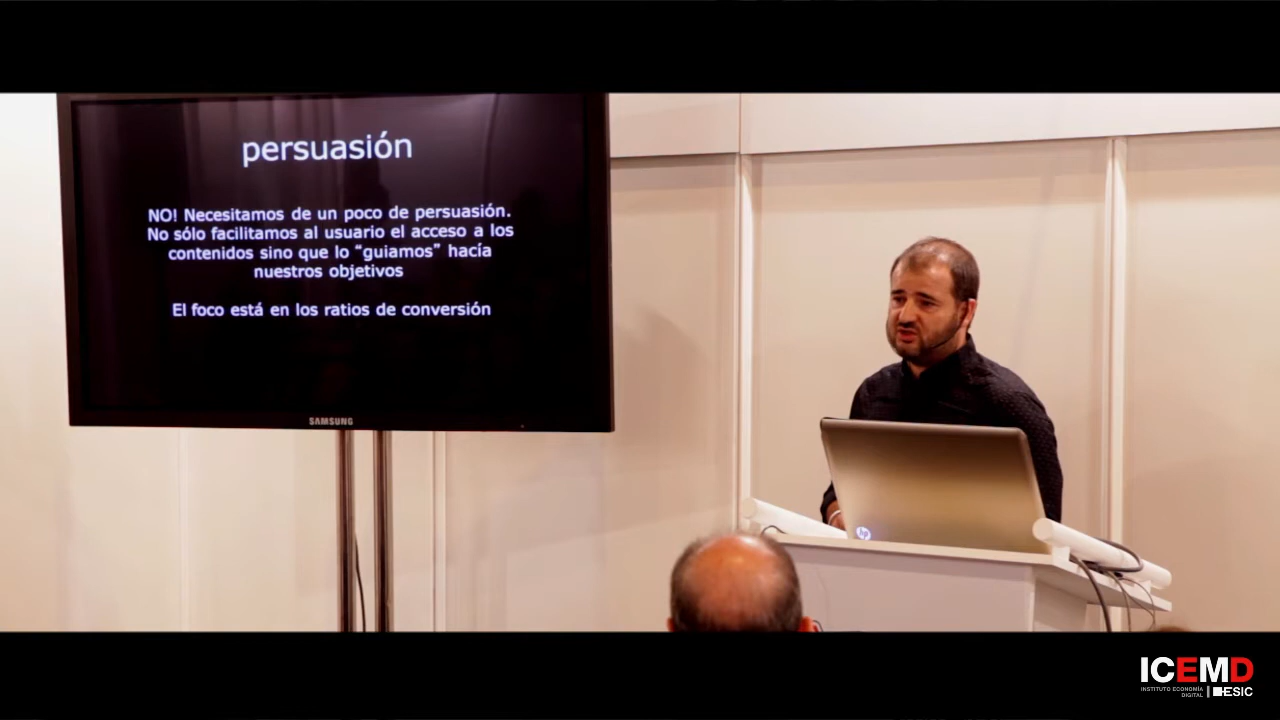 persuasión
NO! Necesitamos de un poco de persuasión.
No sólo facilitamos al usuario el acceso a los
contenidos sino que lo “guiamos” hacía
nuestros objetivos
El foco está en los ratios de conversión
SAMSUNG
hp
ICEMD
INSTITUTO ECONOMÍA
DIGITAL
ESIC